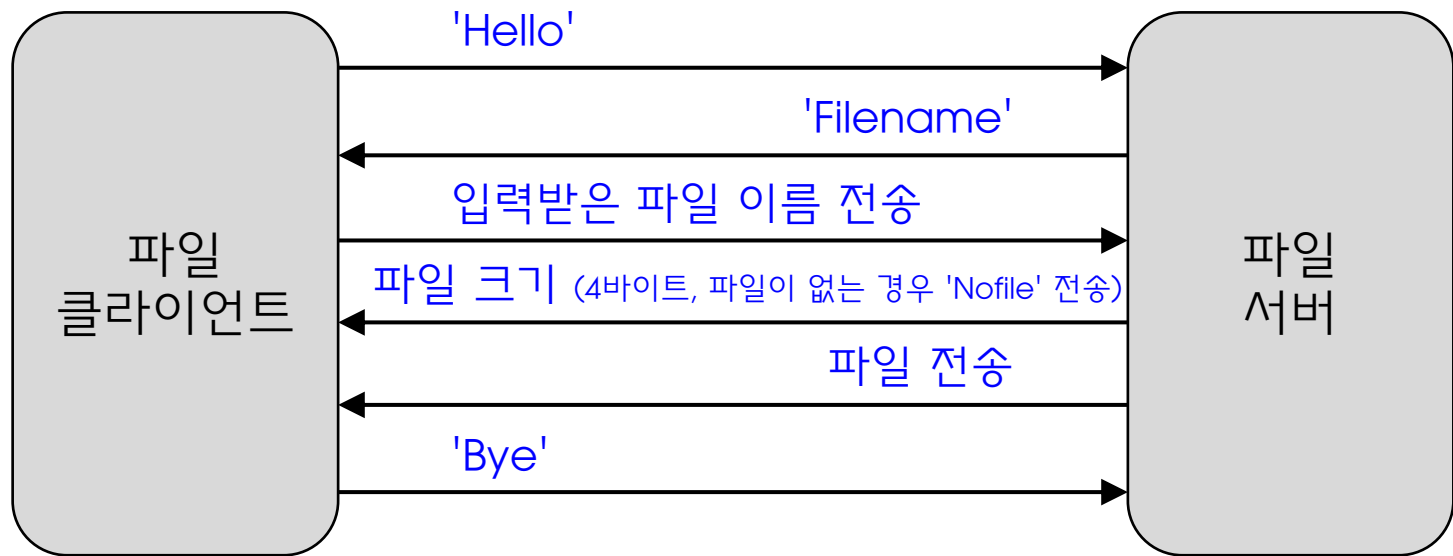 'Hello'
'Filename'
입력받은 파일 이름 전송
파일
클라이언트
파일 크기 (4바이트, 파일이 없는 경우 'Nofile' 전송)
파일
서버
파일 전송
'Bye'